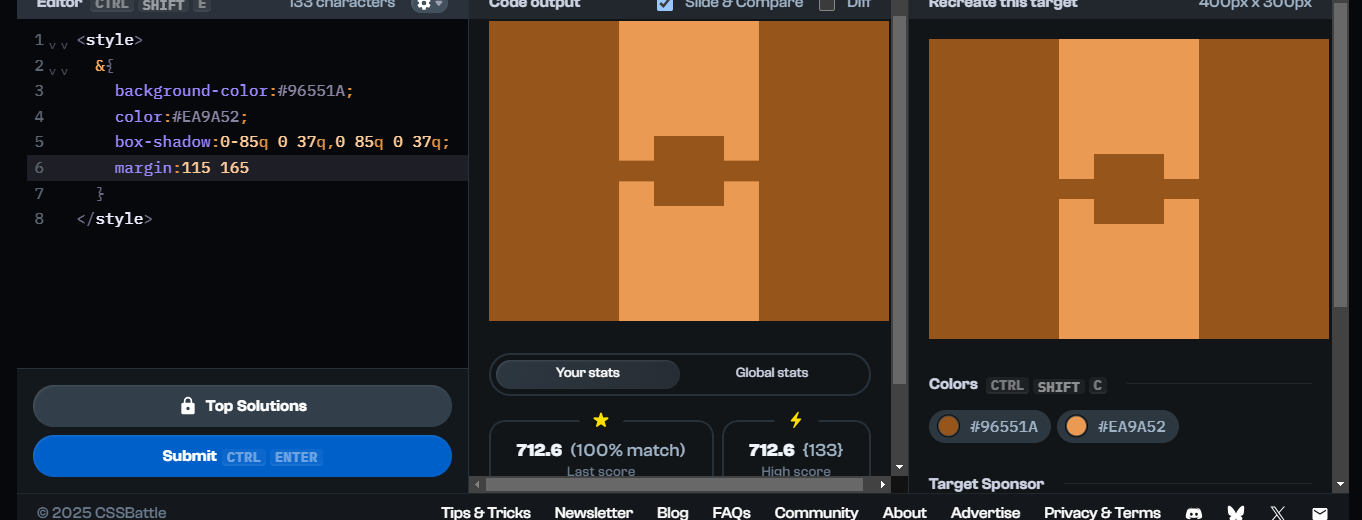 Editor CTRL SHIFT E 133 characters
1 <style>
2 &{
3 background-color:#96551A;
4 color:#EA9A52;
5 box-shadow:0-85q 0 37q,0 85q 0 37q;
6 margin:115 165
7 }
8 </style>
Top Solutions
Submit CTRL ENTER
Code output Slide & Compare Diff
Your stats Global stats
712.6 (100% match) 712.6 {133}
Last score High score
Recreate this target 400px x 300px
Colors CTRL SHIFT C
#96551A #EA9A52
Target Sponsor
© 2025 CSSBattle Tips & Tricks Newsletter Blog FAQs Community About Advertise Privacy & Terms